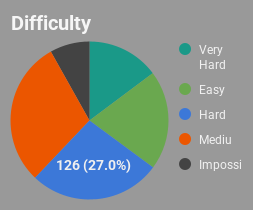 Difficulty
Very
Hard
Easy
Hard
Mediu
Impossi
126 (27.0%)